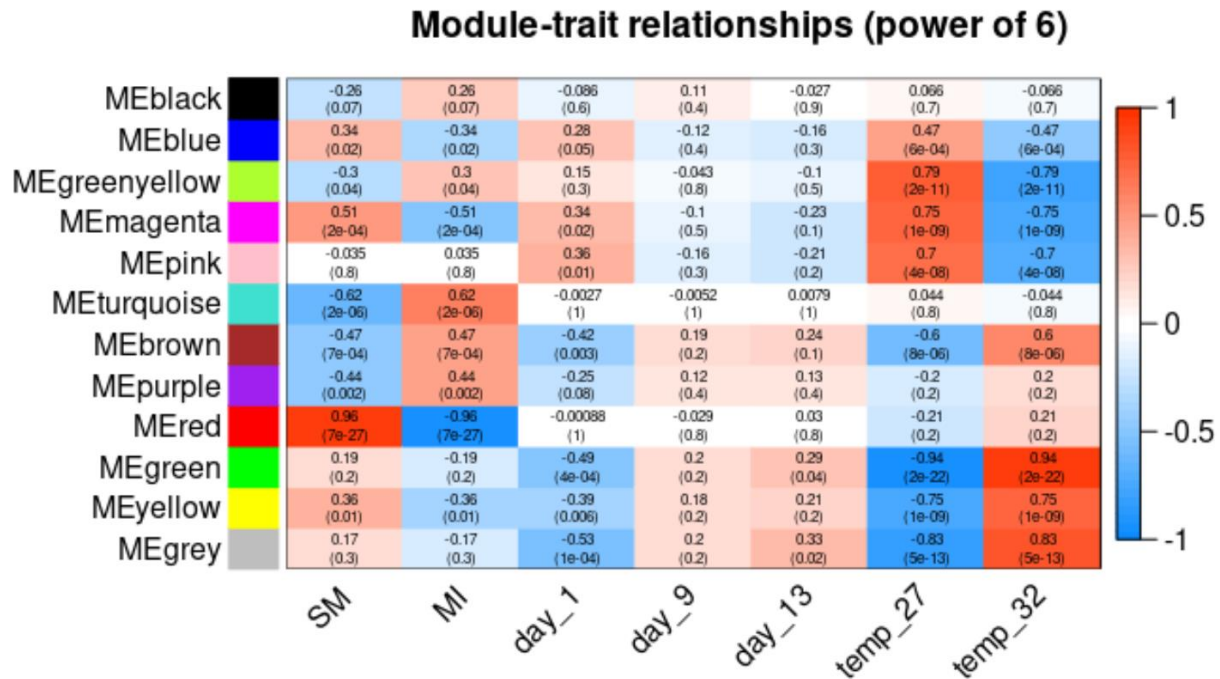 Module-trait relationships (power of 6)
MEblack -0.26 0.26 -0.086 0.11 -0.027 0.066 -0.066
(0.07) (0.07) (0.6) (0.4) (0.9) (0.7) (0.7)
MEblue 0.34 -0.34 0.28 -0.12 -0.16 0.47 -0.47
(0.02) (0.02) (0.05) (0.4) (0.3) (6e-04) (6e-04)
MEgreenyellow -0.3 0.3 0.15 -0.043 -0.1 0.79 -0.79
(0.04) (0.04) (0.3) (0.8) (0.5) (2e-11) (2e-11)
MEmagenta 0.51 -0.51 0.34 -0.1 -0.23 0.75 -0.75
(2e-04) (2e-04) (0.02) (0.5) (0.1) (1e-09) (1e-09)
MEpink -0.035 0.035 0.36 -0.16 -0.21 0.7 -0.7
(0.8) (0.8) (0.01) (0.3) (0.2) (4e-08) (4e-08)
MEturquoise -0.62 0.62 -0.0027 -0.0052 0.0079 0.044 -0.044
(2e-06) (2e-06) (1) (1) (1) (0.8) (0.8)
MEbrown -0.47 0.47 -0.42 0.19 0.24 -0.6 0.6
(7e-04) (7e-04) (0.003) (0.2) (0.1) (8e-06) (8e-06)
MEpurple -0.44 0.44 -0.25 0.12 0.13 -0.2 0.2
(0.002) (0.002) (0.08) (0.4) (0.4) (0.2) (0.2)
MEred 0.96 -0.96 -0.00088 -0.029 0.03 -0.21 0.21
(7e-27) (7e-27) (1) (0.8) (0.8) (0.2) (0.2)
MEgreen 0.19 -0.19 -0.49 0.2 0.29 -0.94 0.94
(0.2) (0.2) (4e-04) (0.2) (0.04) (2e-22) (2e-22)
MEyellow 0.36 -0.36 -0.39 0.18 0.21 -0.75 0.75
(0.01) (0.01) (0.006) (0.2) (0.2) (1e-09) (1e-09)
MEgrey 0.17 -0.17 -0.53 0.2 0.33 -0.83 0.83
(0.3) (0.3) (1e-04) (0.2) (0.02) (5e-13) (5e-13)
SM MI day_1 day_9 day_13 temp_27 temp_32
1
0.5
0
-0.5
-1